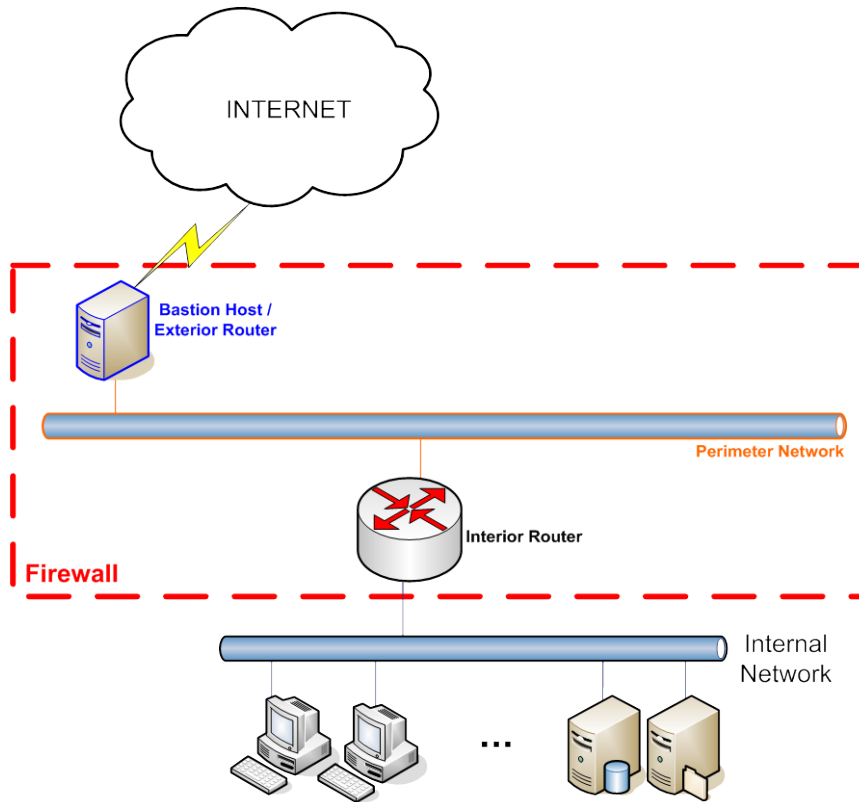 INTERNET
Bastion Host /
Exterior Router
Perimeter Network
Interior Router
Firewall
Internal
Network
...